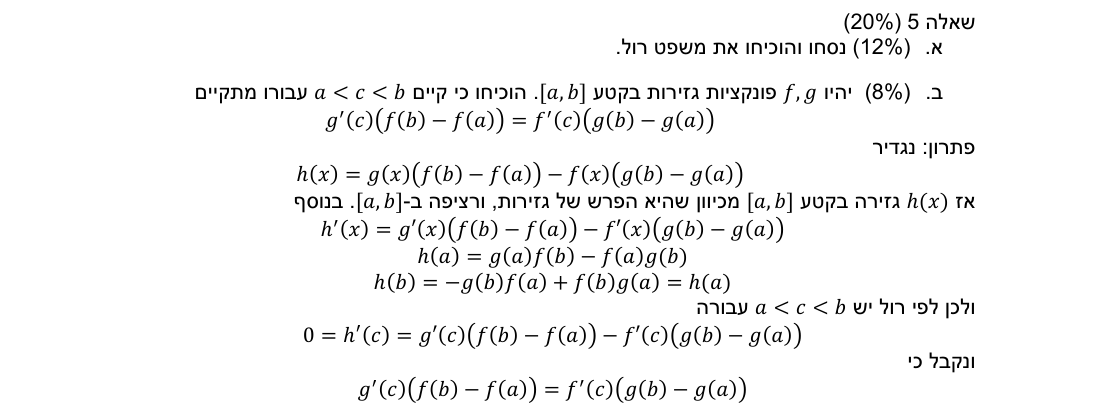 שאלה 5 (20%)
א. (12%) נסחו והוכיחו את משפט רול.
ב. (8%) יהיו f, g פונקציות גזירות בקטע [a, b]. הוכיחו כי קיים a < c < b עבורו מתקיים
g′(c)(f(b) − f(a)) = f′(c)(g(b) − g(a))
פתרון: נגדיר
h(x) = g(x)(f(b) − f(a)) − f(x)(g(b) − g(a))
אז h(x) גזירה בקטע [a, b] מכיוון שהיא הפרש של גזירות, ורציפה ב-[a, b]. בנוסף
h′(x) = g′(x)(f(b) − f(a)) − f′(x)(g(b) − g(a))
h(a) = g(a)f(b) − f(a)g(b)
h(b) = −g(b)f(a) + f(b)g(a) = h(a)
ולכן לפי רול יש a < c < b עבורה
0 = h′(c) = g′(c)(f(b) − f(a)) − f′(c)(g(b) − g(a))
ונקבל כי
g′(c)(f(b) − f(a)) = f′(c)(g(b) − g(a))